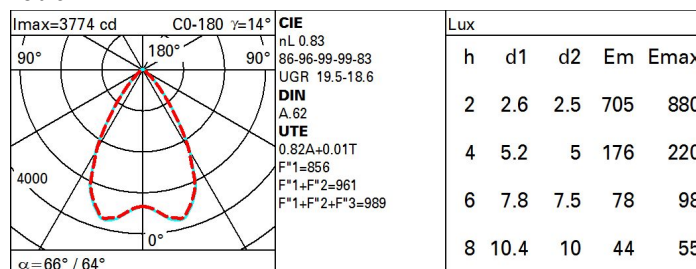 Imax=3774 cd C0-180 γ=14°
90° 180° 90°
4000
0°
α=66° / 64°
CIE
nL 0.83
86-96-99-99-83
UGR 19.5-18.6
DIN
A.62
UTE
0.82A+0.01T
F"1=856
F"1+F"2=961
F"1+F"2+F"3=989
Lux
h d1 d2 Em Emax
2 2.6 2.5 705 880
4 5.2 5 176 220
6 7.8 7.5 78 98
8 10.4 10 44 55